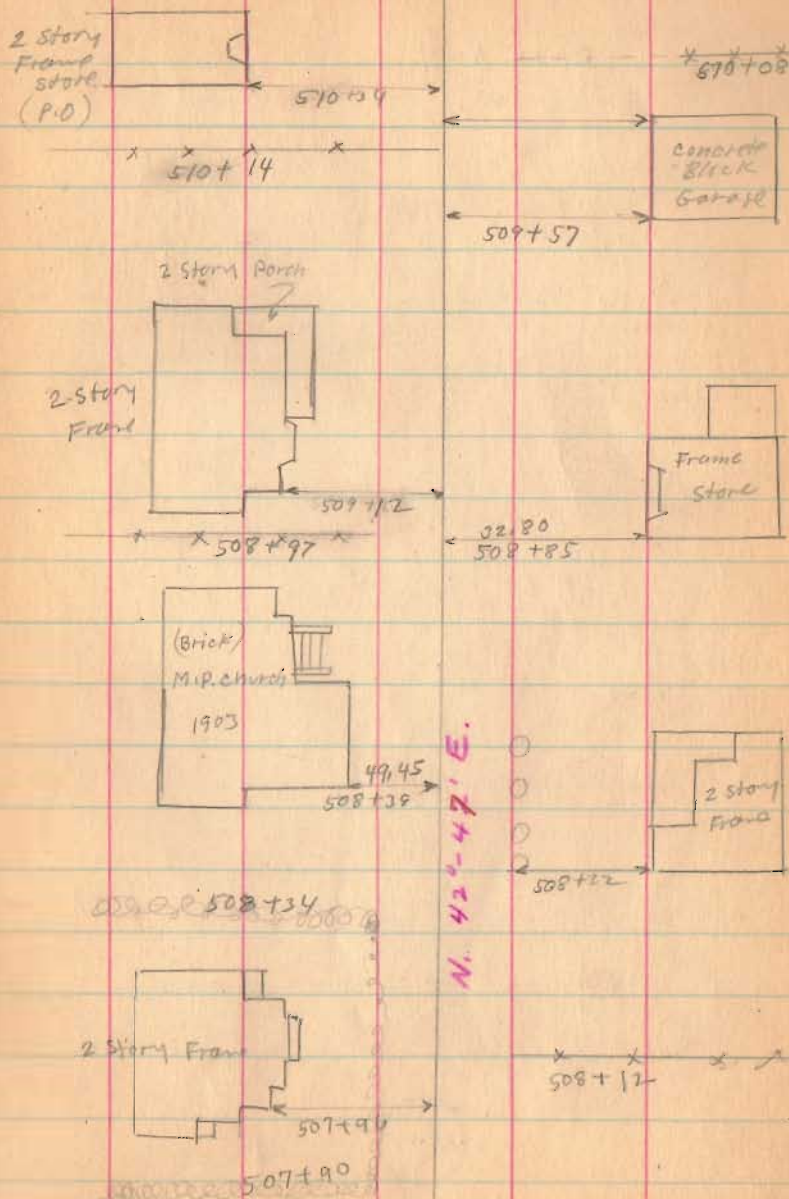 2 Story
Frame
Store
(P.O)
510+34
670+08
510+14
Concrete
Block
Garage
509+57
2 Story Porch
2-Story
Frame
509+12
Frame
Store
508+97
32.80
508+85
(Brick)
M.P. Church
1903
49.45
508+38
N. 42°-47' E.
2 Story
Frame
508+22
508+34
2 Story Frame
508+12
507+96
507+90